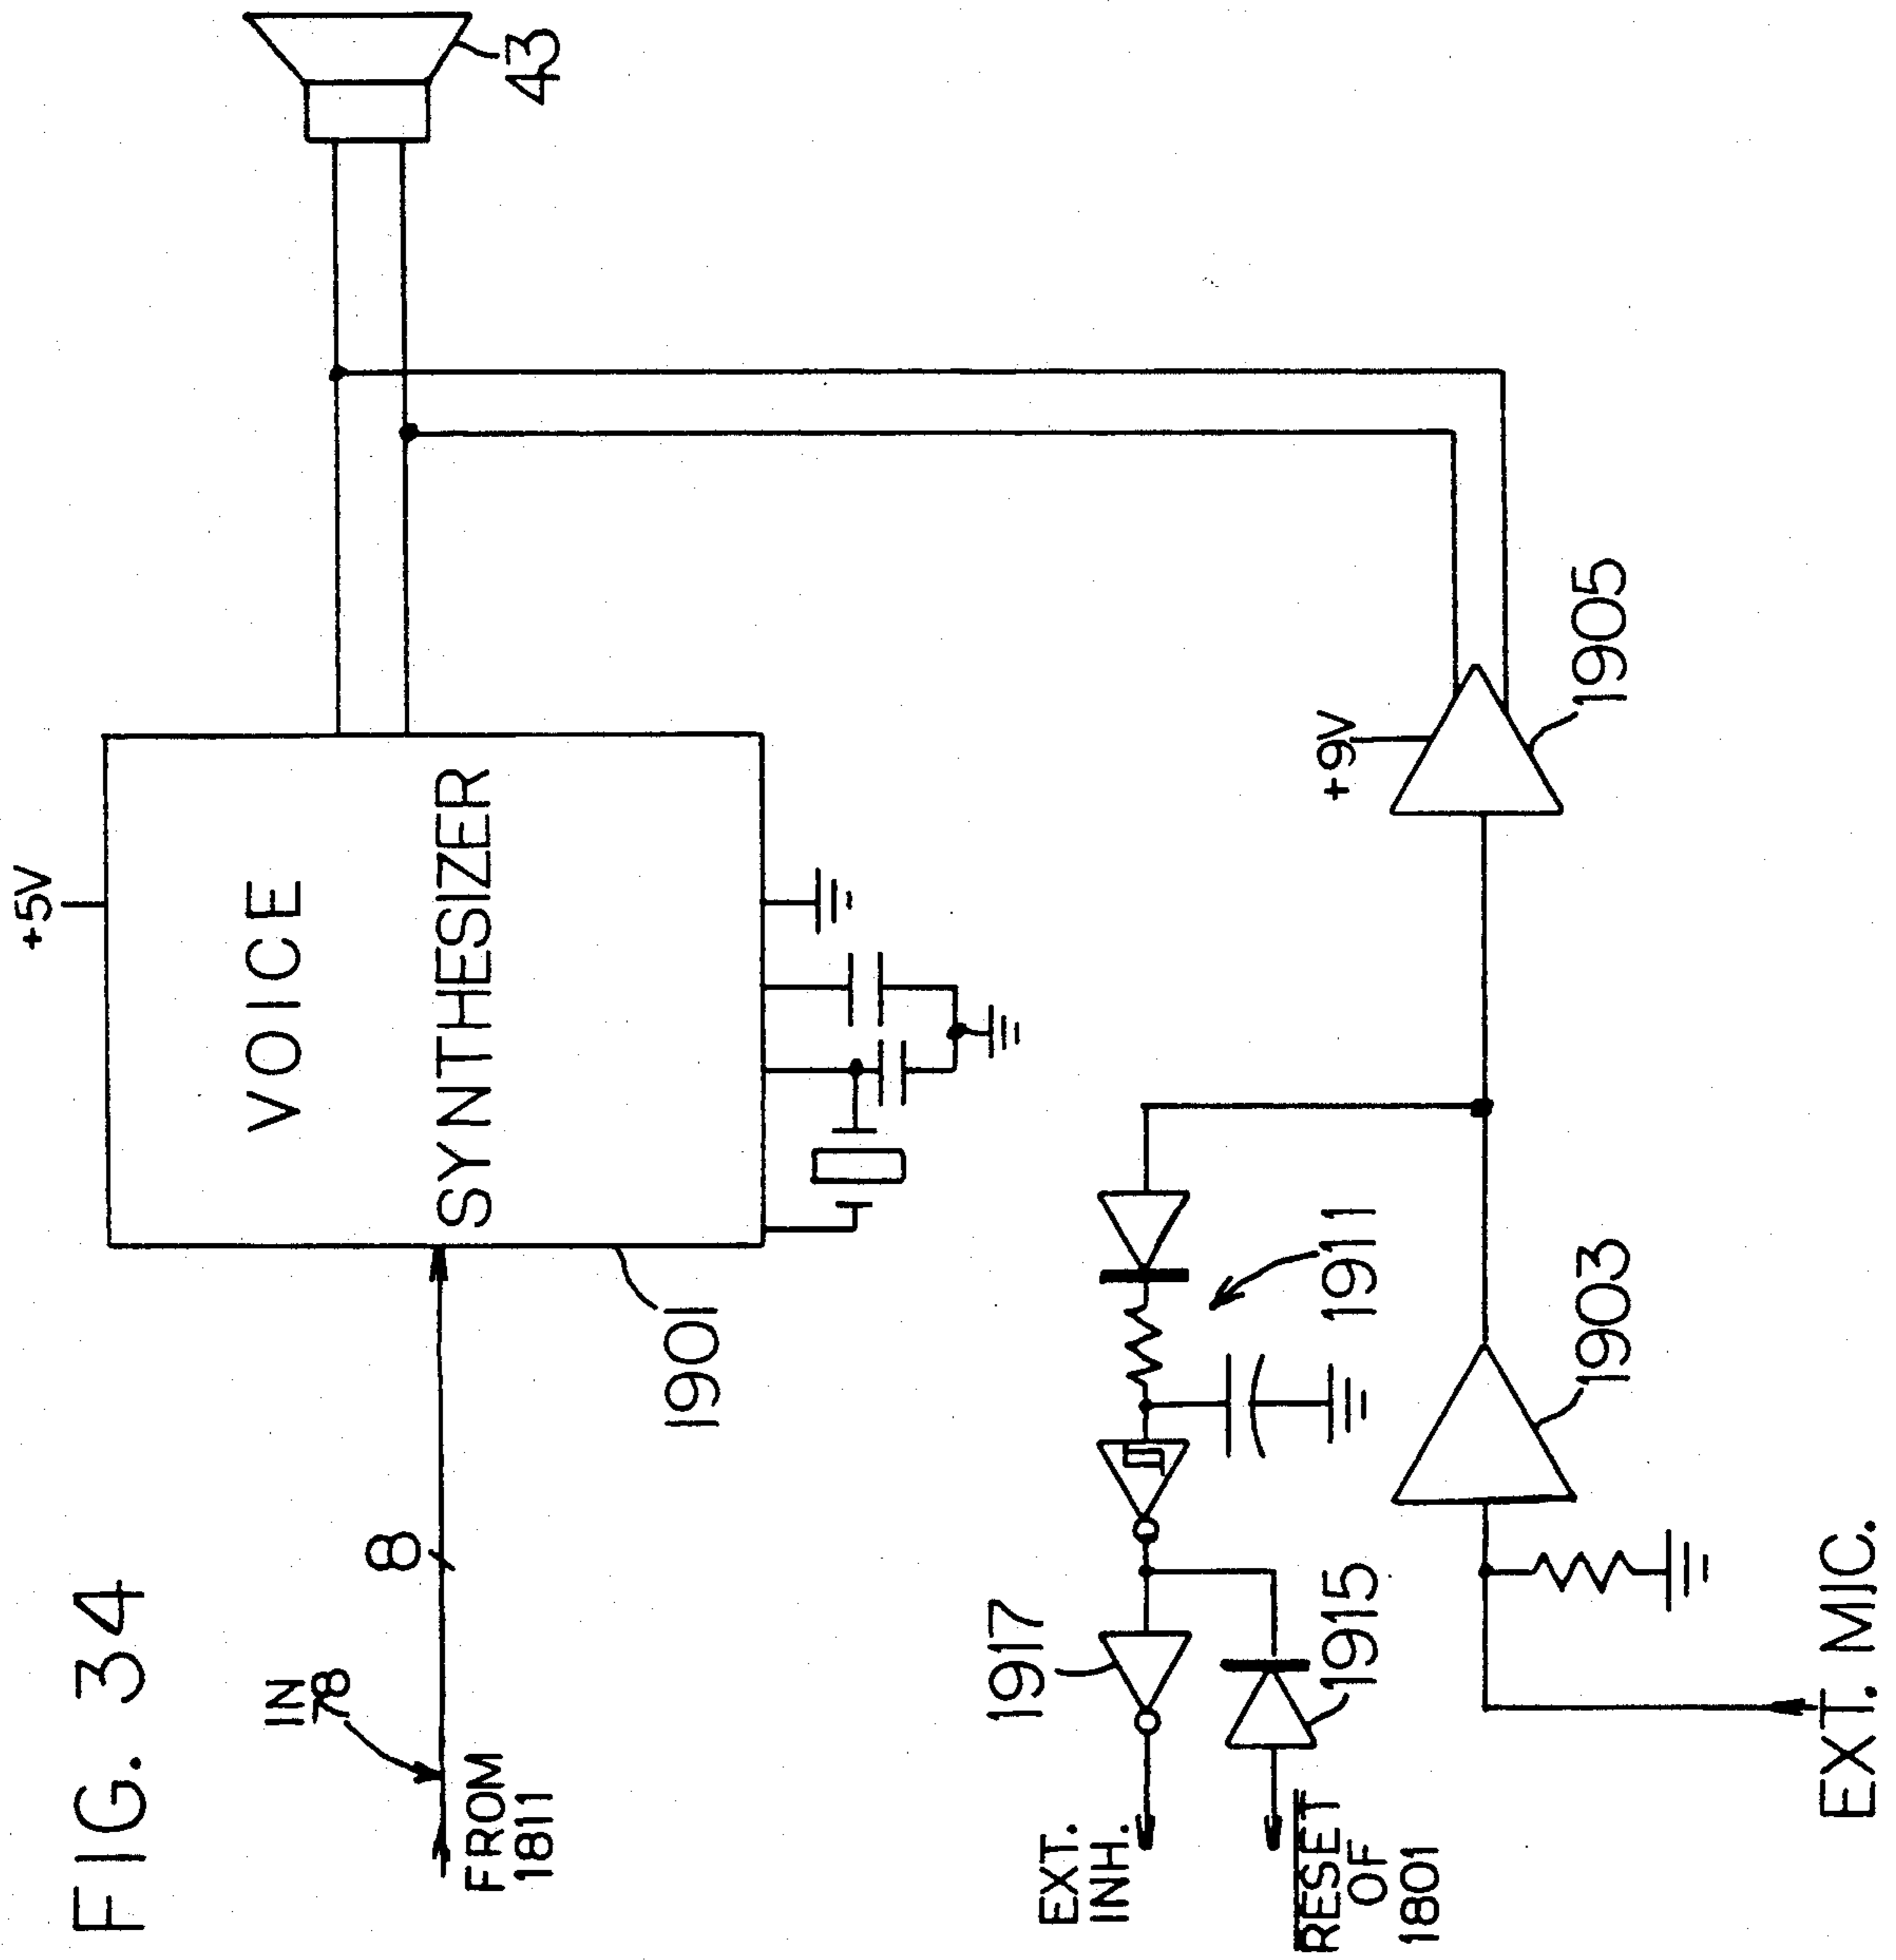 FIG. 34
IN
78
FROM
1811
8
1901
+5V
VOICE
SYNTHESIZER
43
EXT.
INH.
1917
RESET
OF
1801
1915
1911
EXT. MIC.
1903
+9V
1905